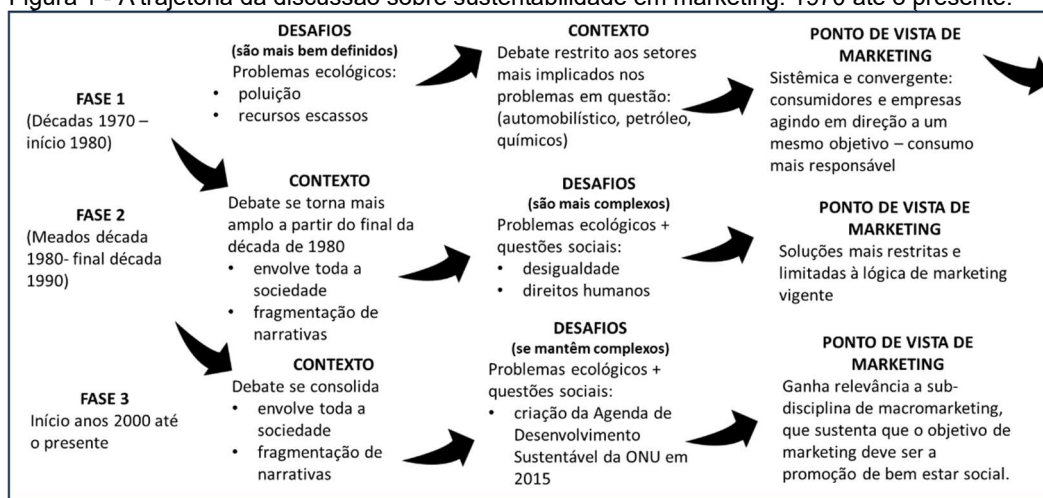 Figura 1 - A trajetória da discussão sobre sustentabilidade em marketing: 1970 até o presente.
FASE 1
(Décadas 1970 –
início 1980)
DESAFIOS
(são mais bem definidos)
Problemas ecológicos:
• poluição
• recursos escassos
CONTEXTO
Debate restrito aos setores
mais implicados nos
problemas em questão:
(automobilístico, petróleo,
químicos)
PONTO DE VISTA DE
MARKETING
Sistêmica e convergente:
consumidores e empresas
agindo em direção a um
mesmo objetivo – consumo
mais responsável
FASE 2
(Meados década
1980- final década
1990)
CONTEXTO
Debate se torna mais
amplo a partir do final da
década de 1980
• envolve toda a
sociedade
• fragmentação de
narrativas
DESAFIOS
(são mais complexos)
Problemas ecológicos +
questões sociais:
• desigualdade
• direitos humanos
PONTO DE VISTA DE
MARKETING
Soluções mais restritas e
limitadas à lógica de marketing
vigente
FASE 3
Início anos 2000 até
o presente
CONTEXTO
Debate se consolida
• envolve toda a
sociedade
• fragmentação de
narrativas
DESAFIOS
(se mantêm complexos)
Problemas ecológicos +
questões sociais:
• criação da Agenda de
Desenvolvimento
Sustentável da ONU em
2015
PONTO DE VISTA DE
MARKETING
Ganha relevância a sub-
disciplina de macromarketing,
que sustenta que o objetivo de
marketing deve ser a
promoção de bem estar social.